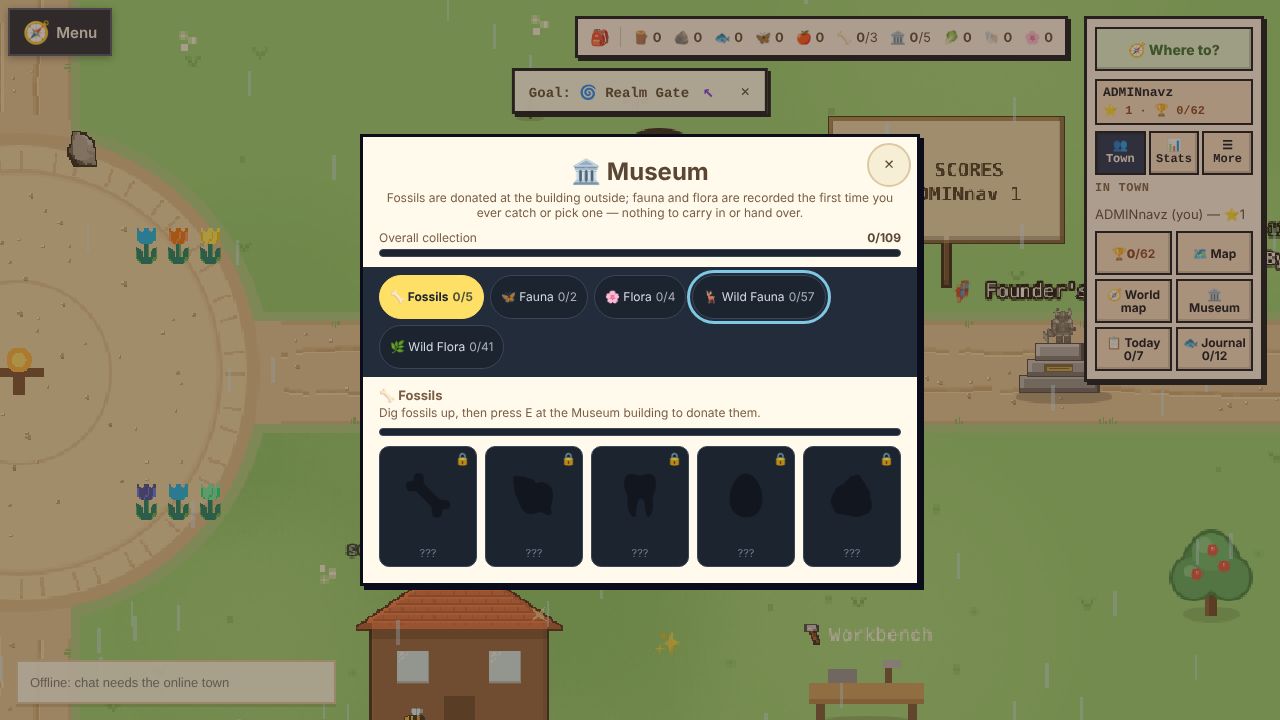 🧭 Menu
🎒 🪵 0 🪨 0 🐟 0 🦋 0 🍎 0 🦴 0/3 🏛️ 0/5 🥬 0 🐚 0 🌸 0
Goal: 🌀 Realm Gate ↖ ×
🧭 Where to?
ADMINnavz
⭐ 1 · 🏆 0/62
👥 Town
📊 Stats
☰ More
IN TOWN
ADMINnavz (you) — ⭐1
🏆0/62
🗺️ Map
🧭 World map
🏛️ Museum
📋 Today 0/7
🐟 Journal 0/12
SCORES
1
Founder's
🏛️ Museum
×
Fossils are donated at the building outside; fauna and flora are recorded the first time you
ever catch or pick one — nothing to carry in or hand over.
Overall collection 0/109
🦴 Fossils 0/5
🦋 Fauna 0/2
🌸 Flora 0/4
🦌 Wild Fauna 0/57
🌿 Wild Flora 0/41
🦴 Fossils
Dig fossils up, then press E at the Museum building to donate them.
???
???
???
???
???
Workbench
Offline: chat needs the online town